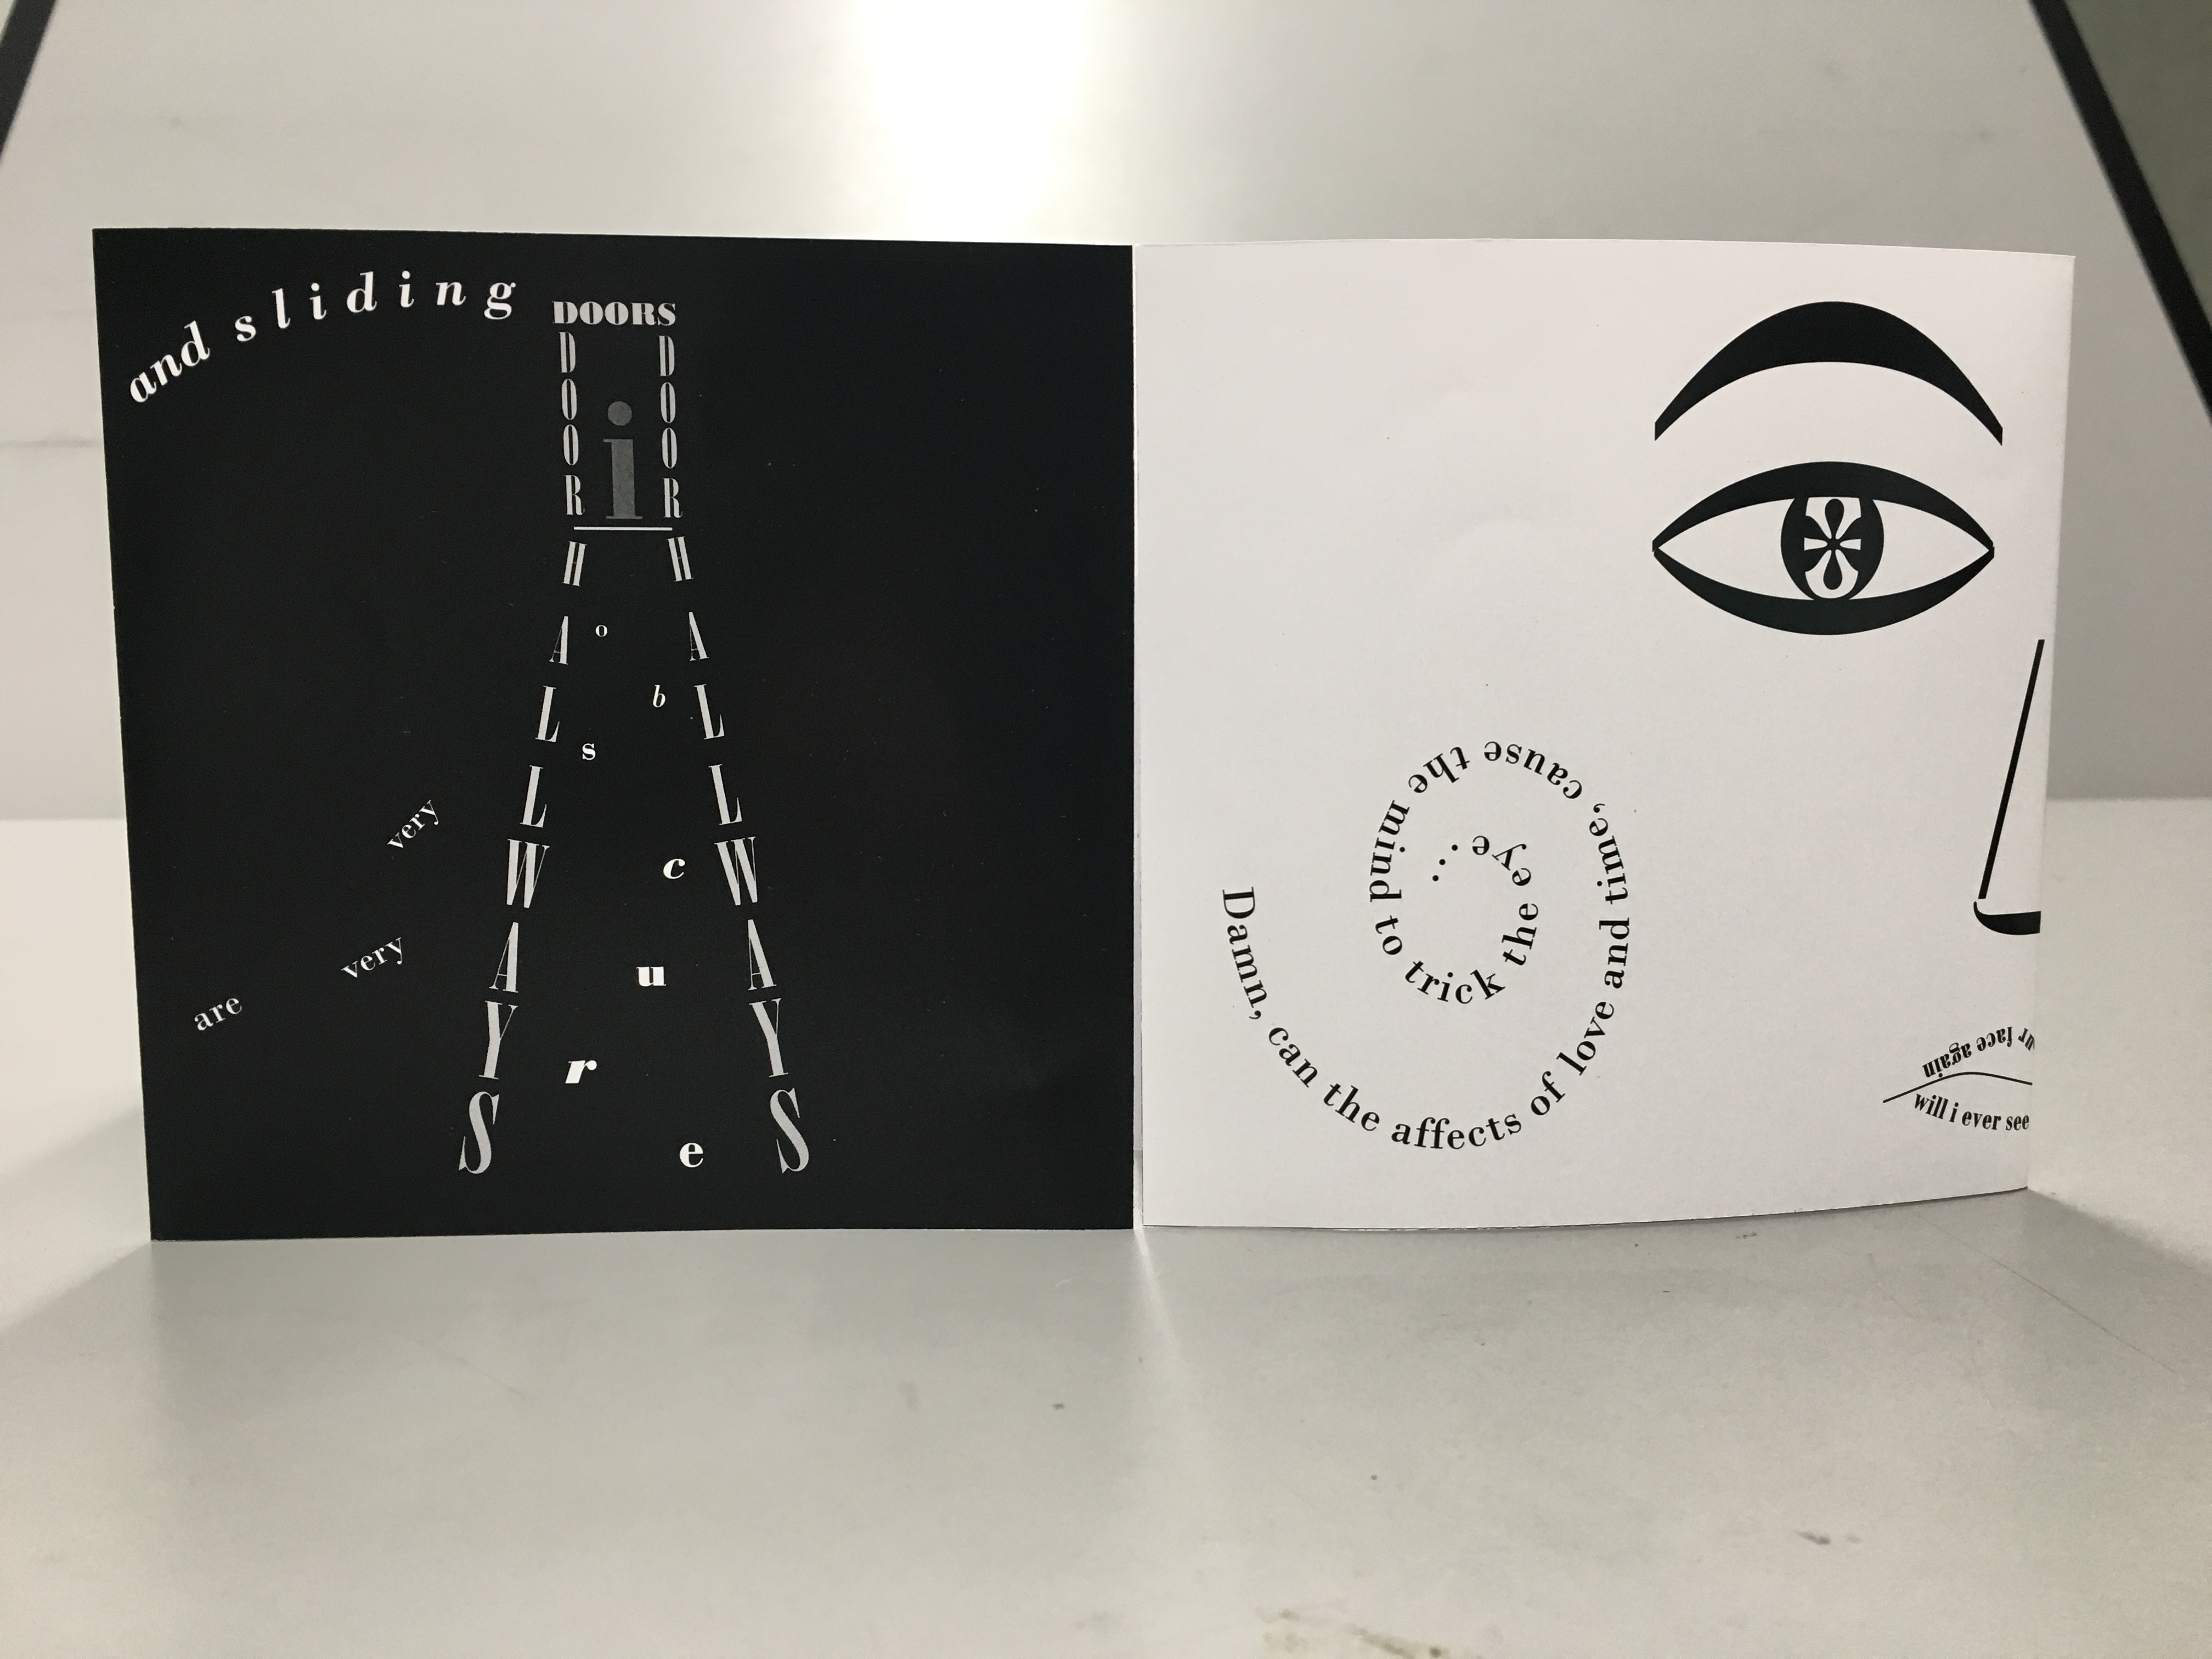 and sliding
DOORS
DOOR
DOOR
i
HALLWAYS
HALLWAYS
are
very
very
obscure
Damn, can the affects of love and time, cause the mind to trick the eye...
will i ever see
face again